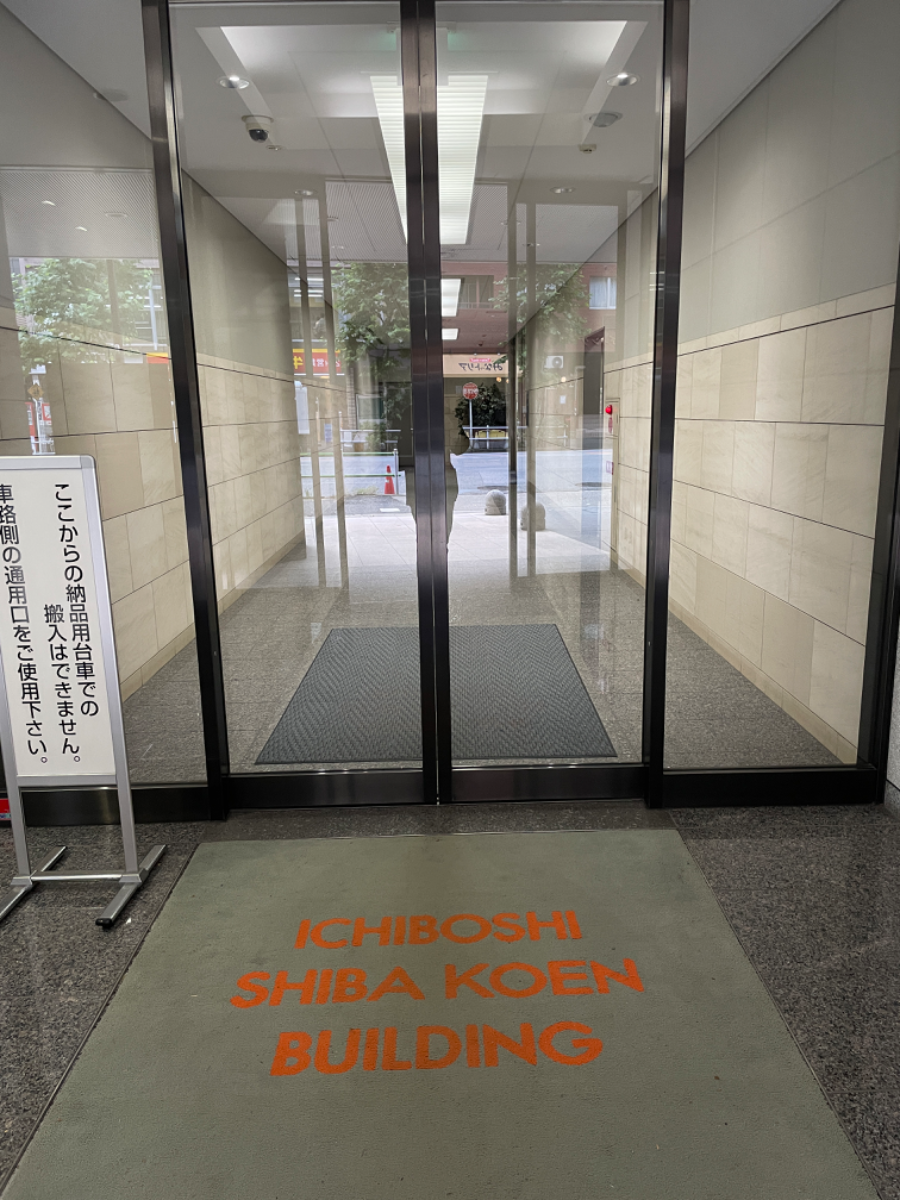 ここからの納品用台車での
搬入はできません。
車路側の通用口をご使用下さい。
ICHIBOSHI
SHIBA KOEN
BUILDING